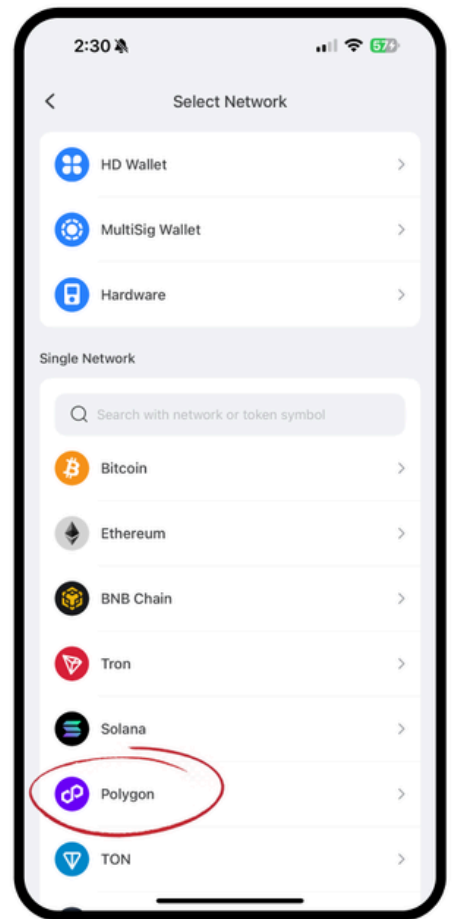 2:30
57
Select Network
HD Wallet
MultiSig Wallet
Hardware
Single Network
Search with network or token symbol
Bitcoin
Ethereum
BNB Chain
Tron
Solana
Polygon
TON